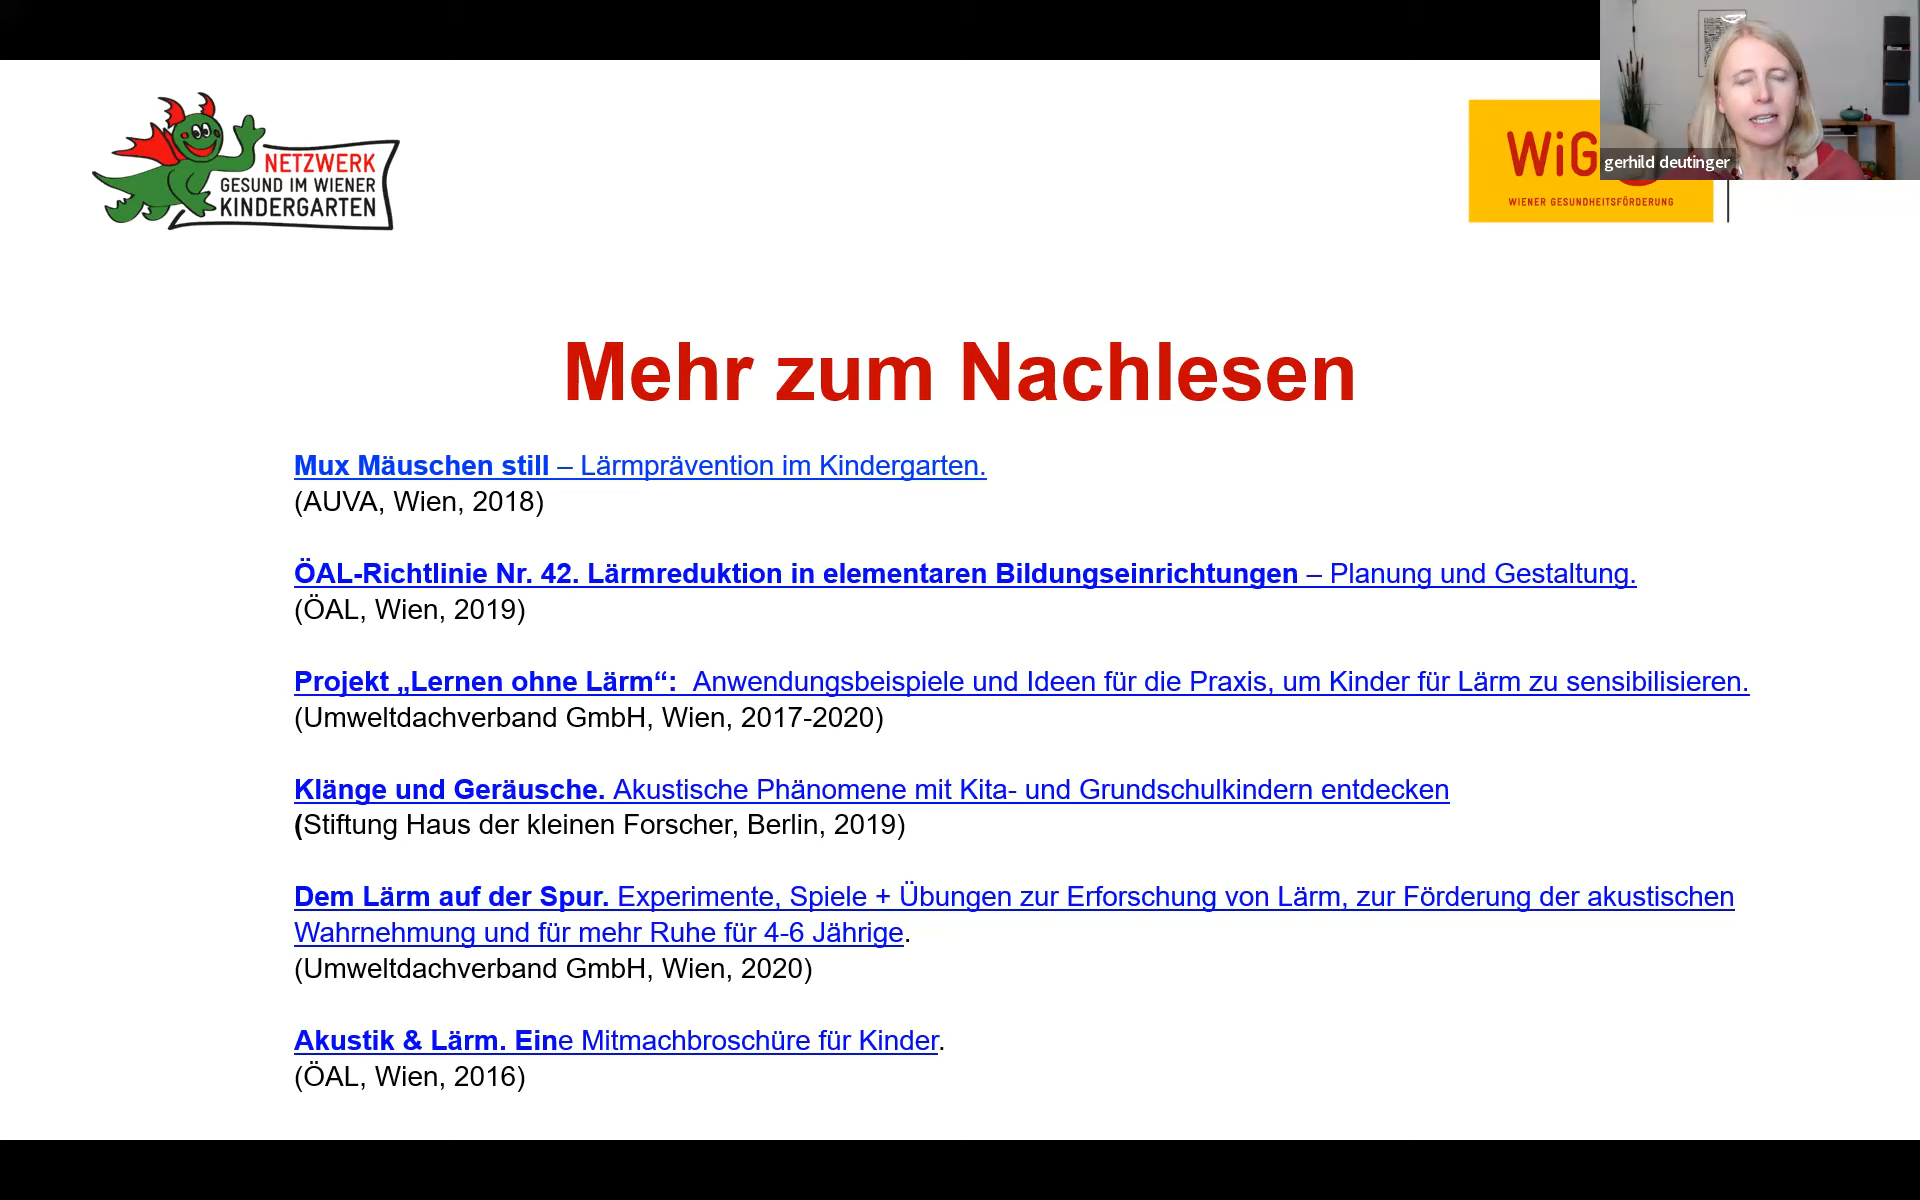 NETZWERK
GESUND IM WIENER
KINDERGARTEN
WiG
WIENER GESUNDHEITSFÖRDERUNG
gerhild deutinger
Mehr zum Nachlesen
Mux Mäuschen still – Lärmprävention im Kindergarten.
(AUVA, Wien, 2018)
ÖAL-Richtlinie Nr. 42. Lärmreduktion in elementaren Bildungseinrichtungen – Planung und Gestaltung.
(ÖAL, Wien, 2019)
Projekt „Lernen ohne Lärm“:  Anwendungsbeispiele und Ideen für die Praxis, um Kinder für Lärm zu sensibilisieren.
(Umweltdachverband GmbH, Wien, 2017-2020)
Klänge und Geräusche. Akustische Phänomene mit Kita- und Grundschulkindern entdecken
(Stiftung Haus der kleinen Forscher, Berlin, 2019)
Dem Lärm auf der Spur. Experimente, Spiele + Übungen zur Erforschung von Lärm, zur Förderung der akustischen
Wahrnehmung und für mehr Ruhe für 4-6 Jährige.
(Umweltdachverband GmbH, Wien, 2020)
Akustik & Lärm. Eine Mitmachbroschüre für Kinder.
(ÖAL, Wien, 2016)